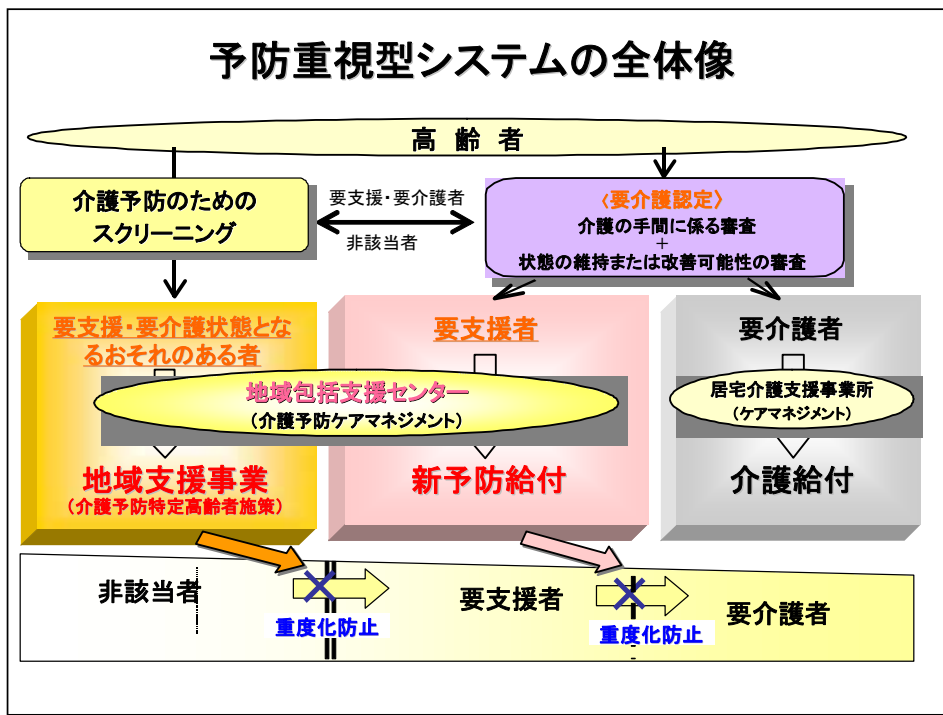 予防重視型システムの全体像
高 齢 者
介護予防のための
スクリーニング
要支援・要介護者
非該当者
〈要介護認定〉
介護の手間に係る審査
+
状態の維持または改善可能性の審査
要支援・要介護状態とな
るおそれのある者
要支援者
要介護者
地域包括支援センター
(介護予防ケアマネジメント)
居宅介護支援事業所
(ケアマネジメント)
地域支援事業
(介護予防特定高齢者施策)
新予防給付
介護給付
非該当者
重度化防止
要支援者
重度化防止
要介護者